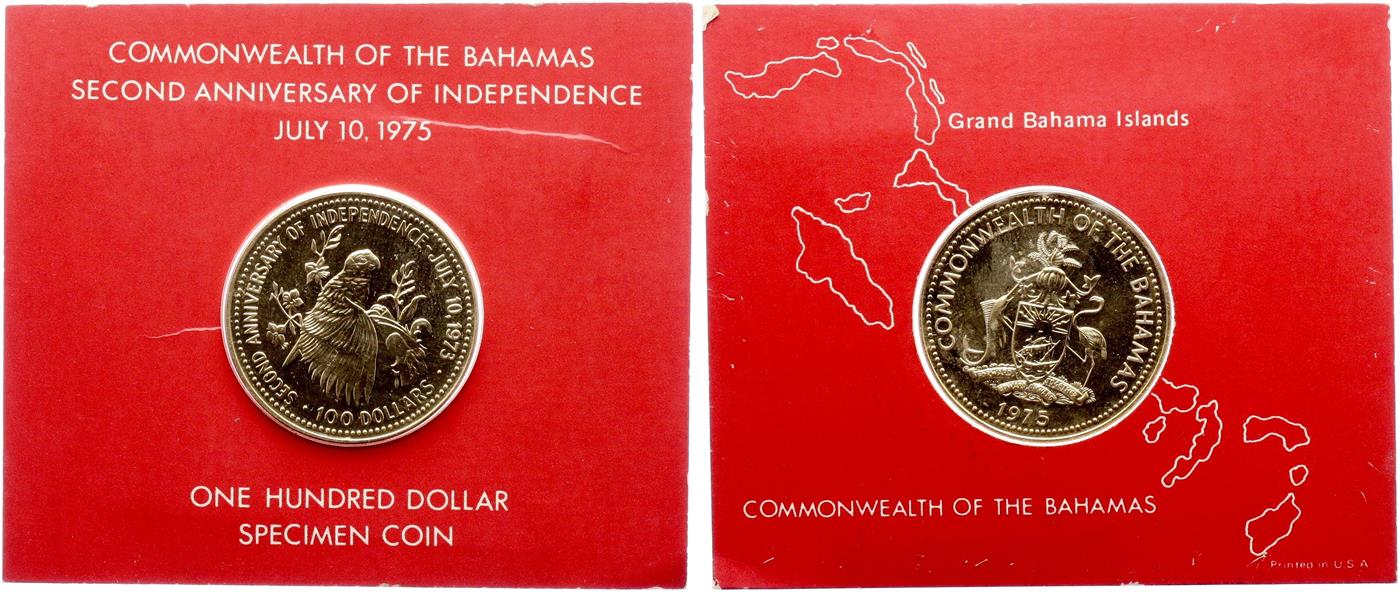 COMMONWEALTH OF THE BAHAMAS
SECOND ANNIVERSARY OF INDEPENDENCE
JULY 10, 1975
SECOND ANNIVERSARY OF INDEPENDENCE-JULY 10, 1975
· 100 DOLLARS ·
ONE HUNDRED DOLLAR
SPECIMEN COIN
Grand Bahama Islands
COMMONWEALTH OF THE BAHAMAS
1975
COMMONWEALTH OF THE BAHAMAS
Printed in U.S.A